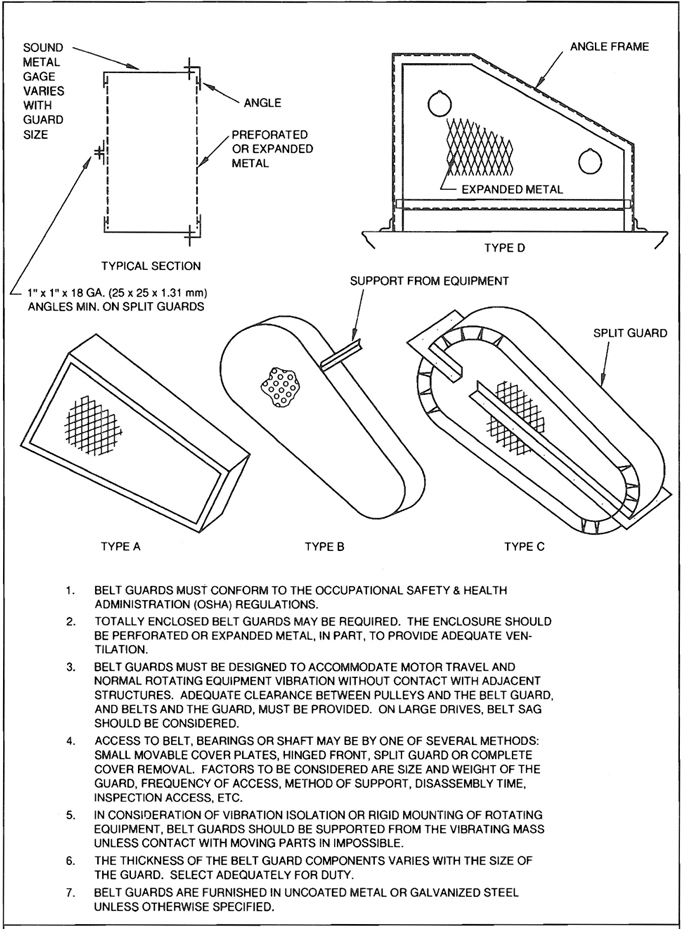 SOUND
METAL
GAGE
VARIES
WITH
GUARD
SIZE
ANGLE
PREFORATED
OR EXPANDED
METAL
TYPICAL SECTION
1" x 1" x 18 GA. (25 x 25 x 1.31 mm)
ANGLES MIN. ON SPLIT GUARDS
ANGLE FRAME
EXPANDED METAL
TYPE D
SUPPORT FROM EQUIPMENT
SPLIT GUARD
TYPE A
TYPE B
TYPE C
1. BELT GUARDS MUST CONFORM TO THE OCCUPATIONAL SAFETY & HEALTH
ADMINISTRATION (OSHA) REGULATIONS.
2. TOTALLY ENCLOSED BELT GUARDS MAY BE REQUIRED. THE ENCLOSURE SHOULD
BE PERFORATED OR EXPANDED METAL, IN PART, TO PROVIDE ADEQUATE VEN-
TILATION.
3. BELT GUARDS MUST BE DESIGNED TO ACCOMMODATE MOTOR TRAVEL AND
NORMAL ROTATING EQUIPMENT VIBRATION WITHOUT CONTACT WITH ADJACENT
STRUCTURES. ADEQUATE CLEARANCE BETWEEN PULLEYS AND THE BELT GUARD,
AND BELTS AND THE GUARD, MUST BE PROVIDED. ON LARGE DRIVES, BELT SAG
SHOULD BE CONSIDERED.
4. ACCESS TO BELT, BEARINGS OR SHAFT MAY BE BY ONE OF SEVERAL METHODS:
SMALL MOVABLE COVER PLATES, HINGED FRONT, SPLIT GUARD OR COMPLETE
COVER REMOVAL. FACTORS TO BE CONSIDERED ARE SIZE AND WEIGHT OF THE
GUARD, FREQUENCY OF ACCESS, METHOD OF SUPPORT, DISASSEMBLY TIME,
INSPECTION ACCESS, ETC.
5. IN CONSIDERATION OF VIBRATION ISOLATION OR RIGID MOUNTING OF ROTATING
EQUIPMENT, BELT GUARDS SHOULD BE SUPPORTED FROM THE VIBRATING MASS
UNLESS CONTACT WITH MOVING PARTS IN IMPOSSIBLE.
6. THE THICKNESS OF THE BELT GUARD COMPONENTS VARIES WITH THE SIZE OF
THE GUARD. SELECT ADEQUATELY FOR DUTY.
7. BELT GUARDS ARE FURNISHED IN UNCOATED METAL OR GALVANIZED STEEL
UNLESS OTHERWISE SPECIFIED.